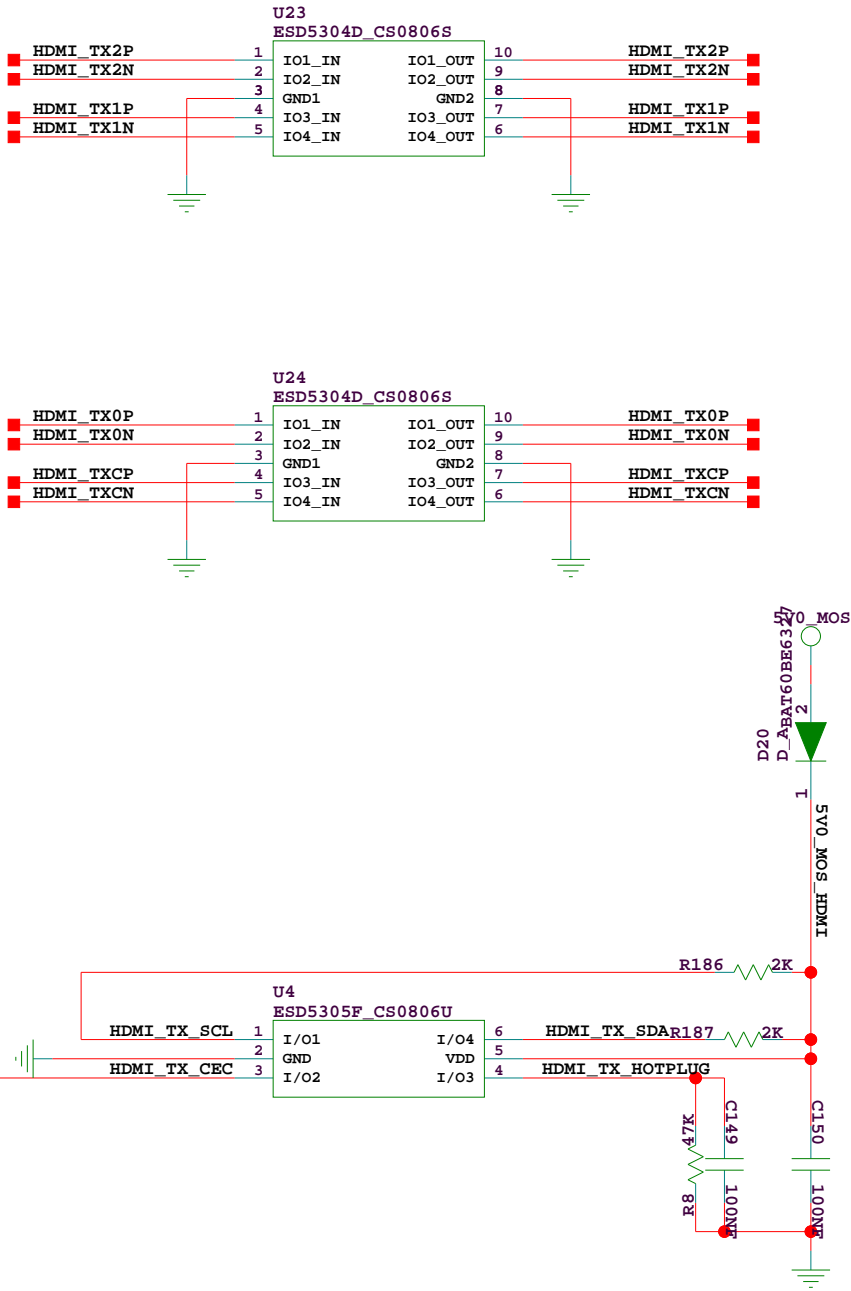 U23
ESD5304D_CS0806S
HDMI_TX2P 1 IO1_IN IO1_OUT 10 HDMI_TX2P
HDMI_TX2N 2 IO2_IN IO2_OUT 9 HDMI_TX2N
3 GND1 GND2 8
HDMI_TX1P 4 IO3_IN IO3_OUT 7 HDMI_TX1P
HDMI_TX1N 5 IO4_IN IO4_OUT 6 HDMI_TX1N
U24
ESD5304D_CS0806S
HDMI_TX0P 1 IO1_IN IO1_OUT 10 HDMI_TX0P
HDMI_TX0N 2 IO2_IN IO2_OUT 9 HDMI_TX0N
3 GND1 GND2 8
HDMI_TXCP 4 IO3_IN IO3_OUT 7 HDMI_TXCP
HDMI_TXCN 5 IO4_IN IO4_OUT 6 HDMI_TXCN
5V0_MOS
D20
D_ABAT60BE6327
2
1
5V0_MOS_HDMI
R186 2K
U4
ESD5305F_CS0806U
HDMI_TX_SCL 1 I/O1 I/O4 6 HDMI_TX_SDA R187 2K
2 GND VDD 5
HDMI_TX_CEC 3 I/O2 I/O3 4 HDMI_TX_HOTPLUG
R8 47K
C149 100NF
C150 100NF